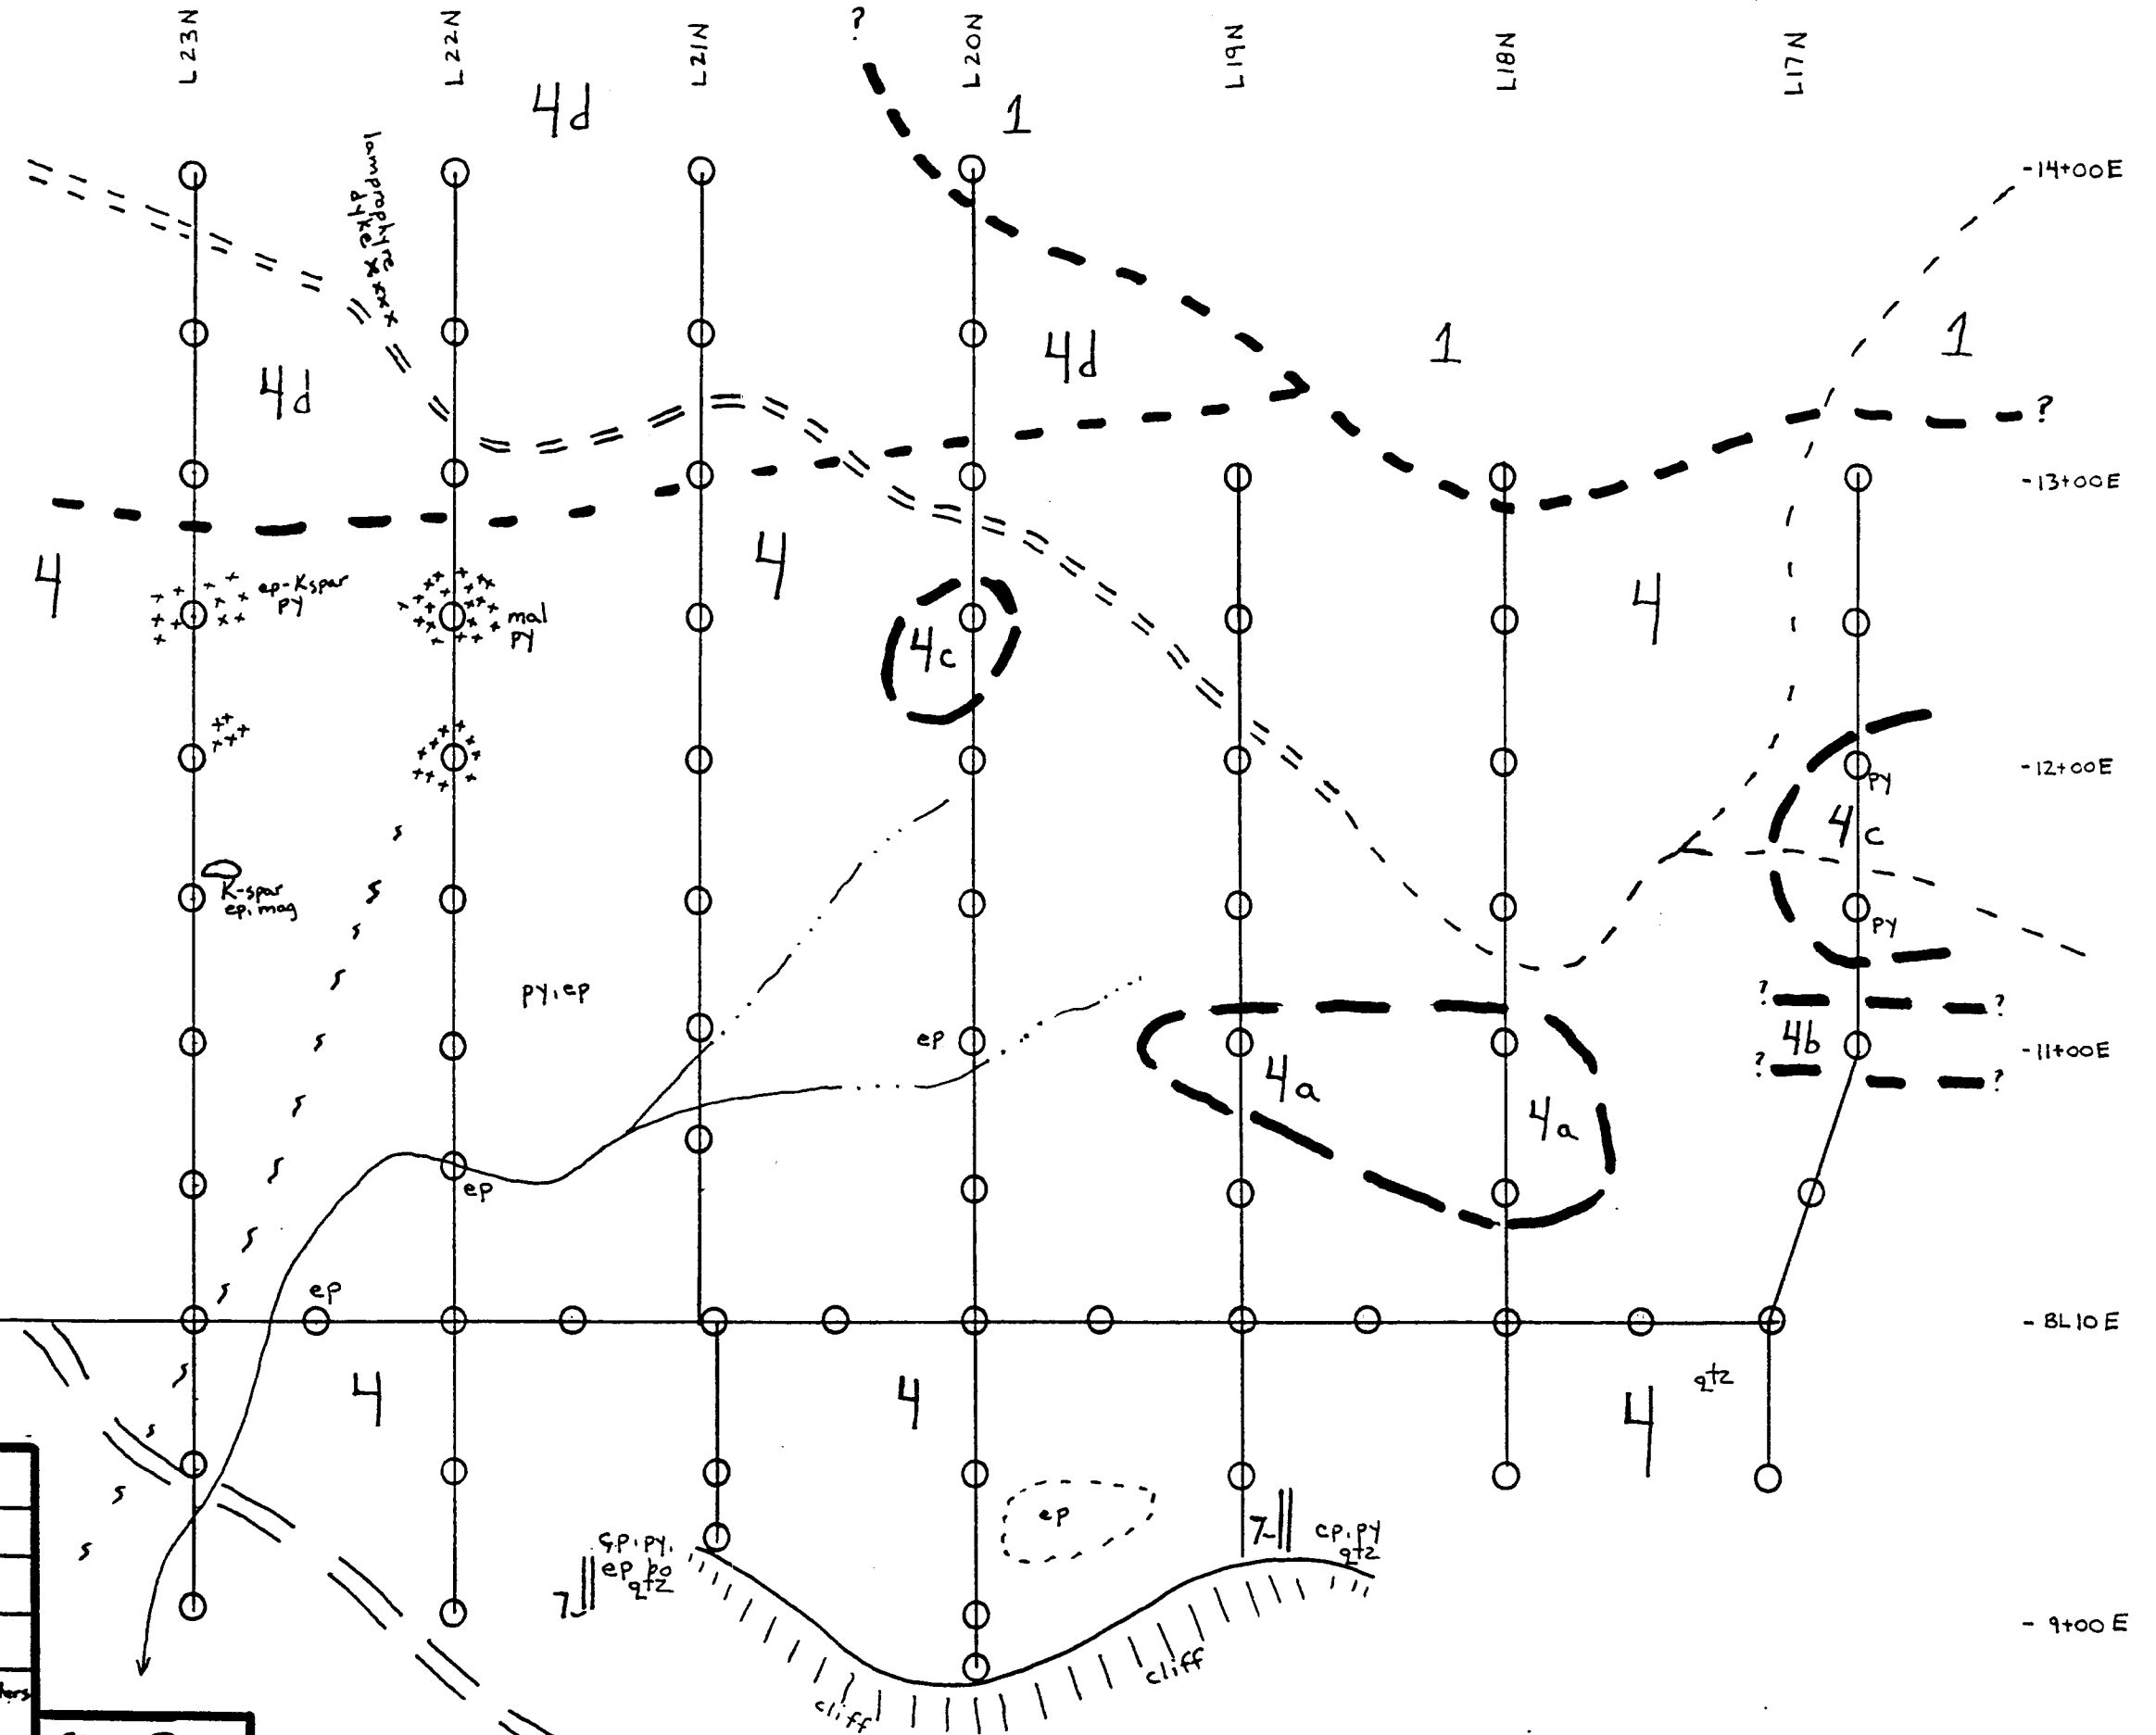 L23N
L22N
L21N
?
L20N
L19N
L18N
L17N
4d
1
-14+00E
lamprophyre
dyke
4d
4d
1
1
?
-13+00E
4
ep-Kspar
py
mal
py
4
4c
4
-12+00E
py
4c
py
K-spar
ep, mag
py, ep
ep
?
?
4b
-11+00E
?
?
4a
4a
ep
ep
- BL10E
4
4
4
qtz
ep
7
cp, py
qtz
cp, py,
ep po
qtz
7
cliff
cliff
- 9+00E